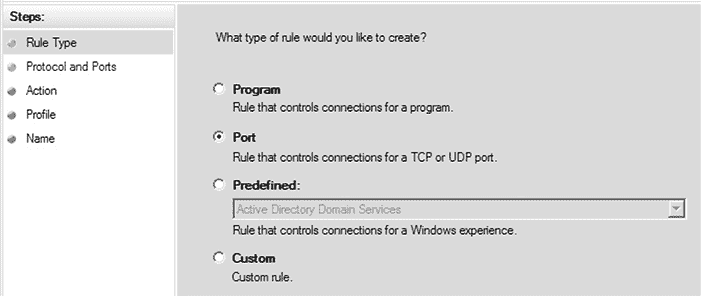 Steps:
Rule Type
Protocol and Ports
Action
Profile
Name
What type of rule would you like to create?
Program
Rule that controls connections for a program.
Port
Rule that controls connections for a TCP or UDP port.
Predefined:
Active Directory Domain Services
Rule that controls connections for a Windows experience.
Custom
Custom rule.